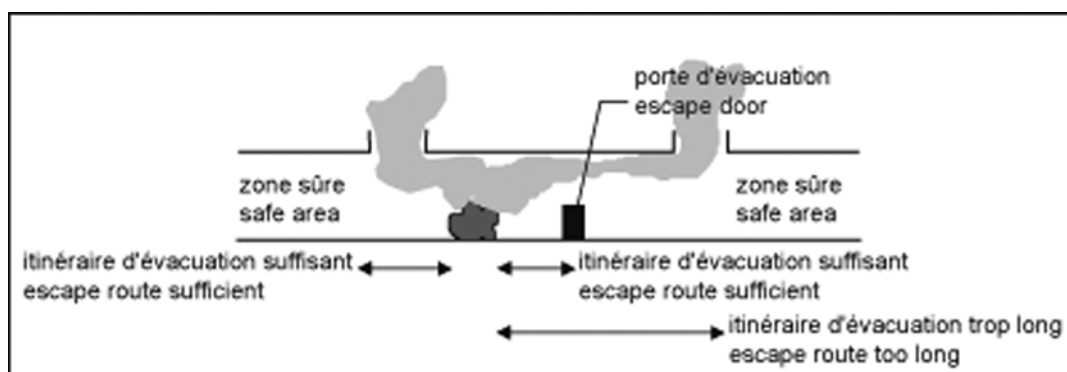 porte d'évacuation
escape door
zone sûre
safe area
zone sûre
safe area
itinéraire d'évacuation suffisant
escape route sufficient
itinéraire d'évacuation suffisant
escape route sufficient
itinéraire d'évacuation trop long
escape route too long